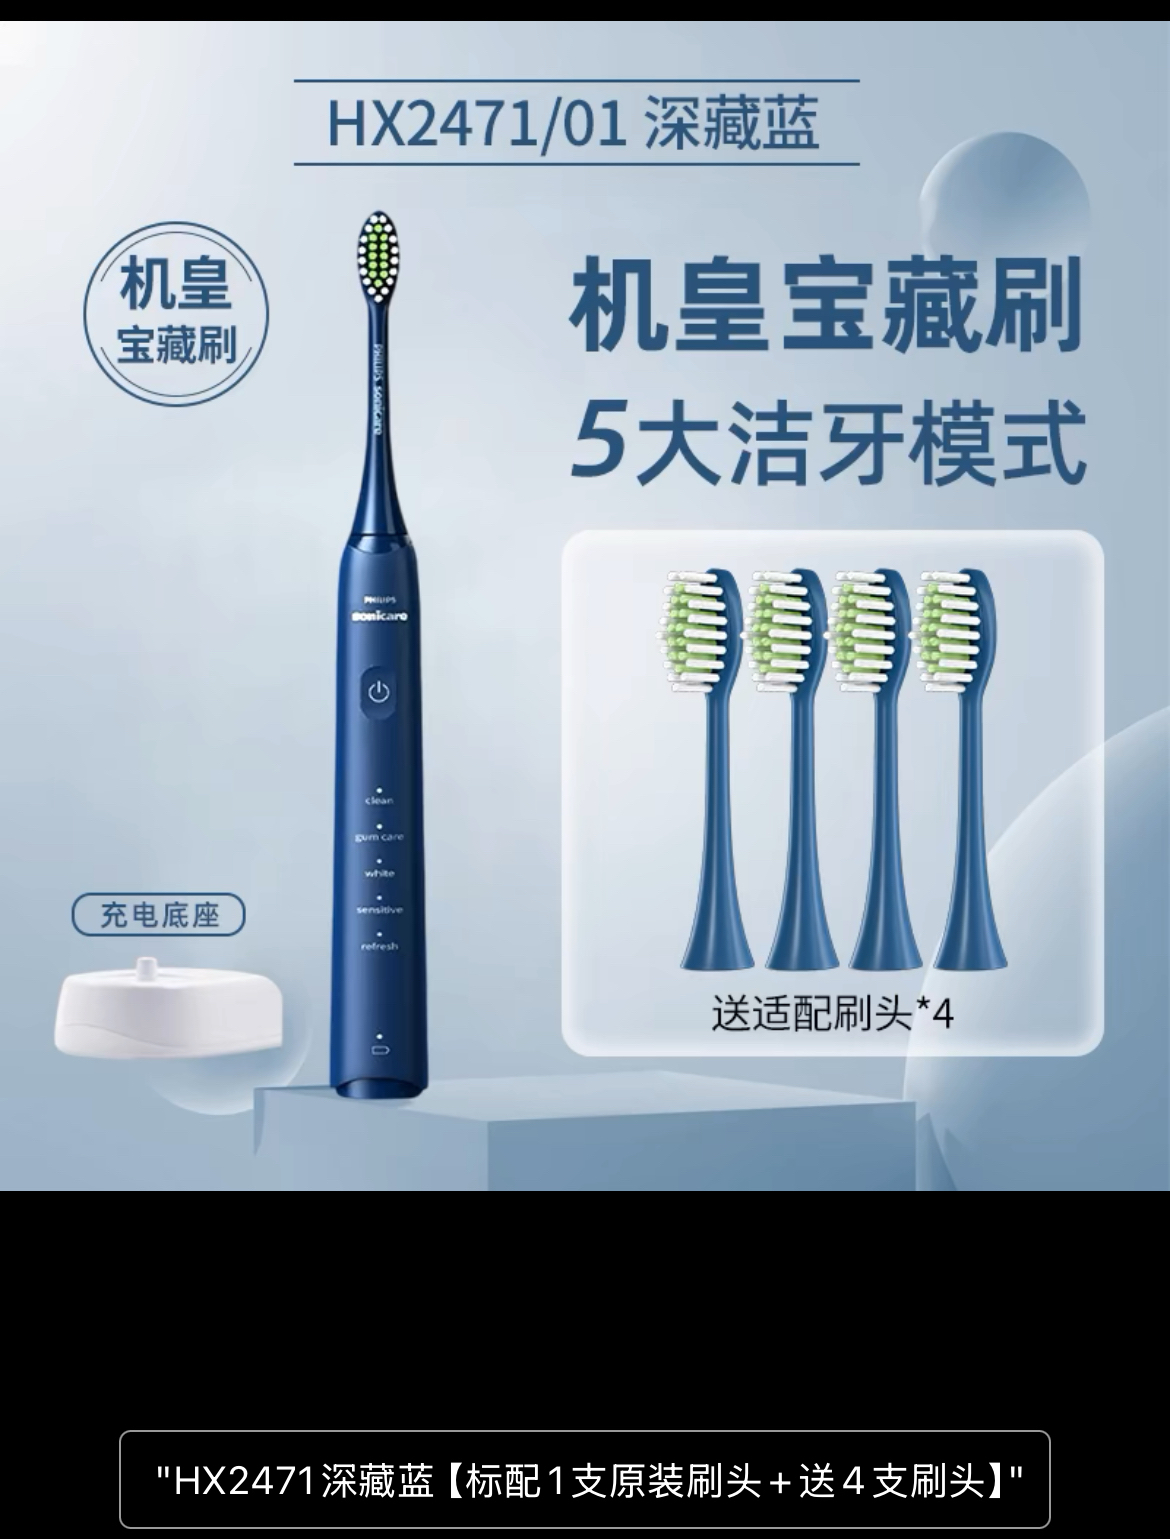 HX2471/01 深藏蓝
机皇
宝藏刷
机皇宝藏刷
5大洁牙模式
PHILIPS sonicare
PHILIPS
sonicare
clean
gum care
white
sensitive
refresh
充电底座
送适配刷头*4
"HX2471深藏蓝【标配1支原装刷头+送4支刷头】"